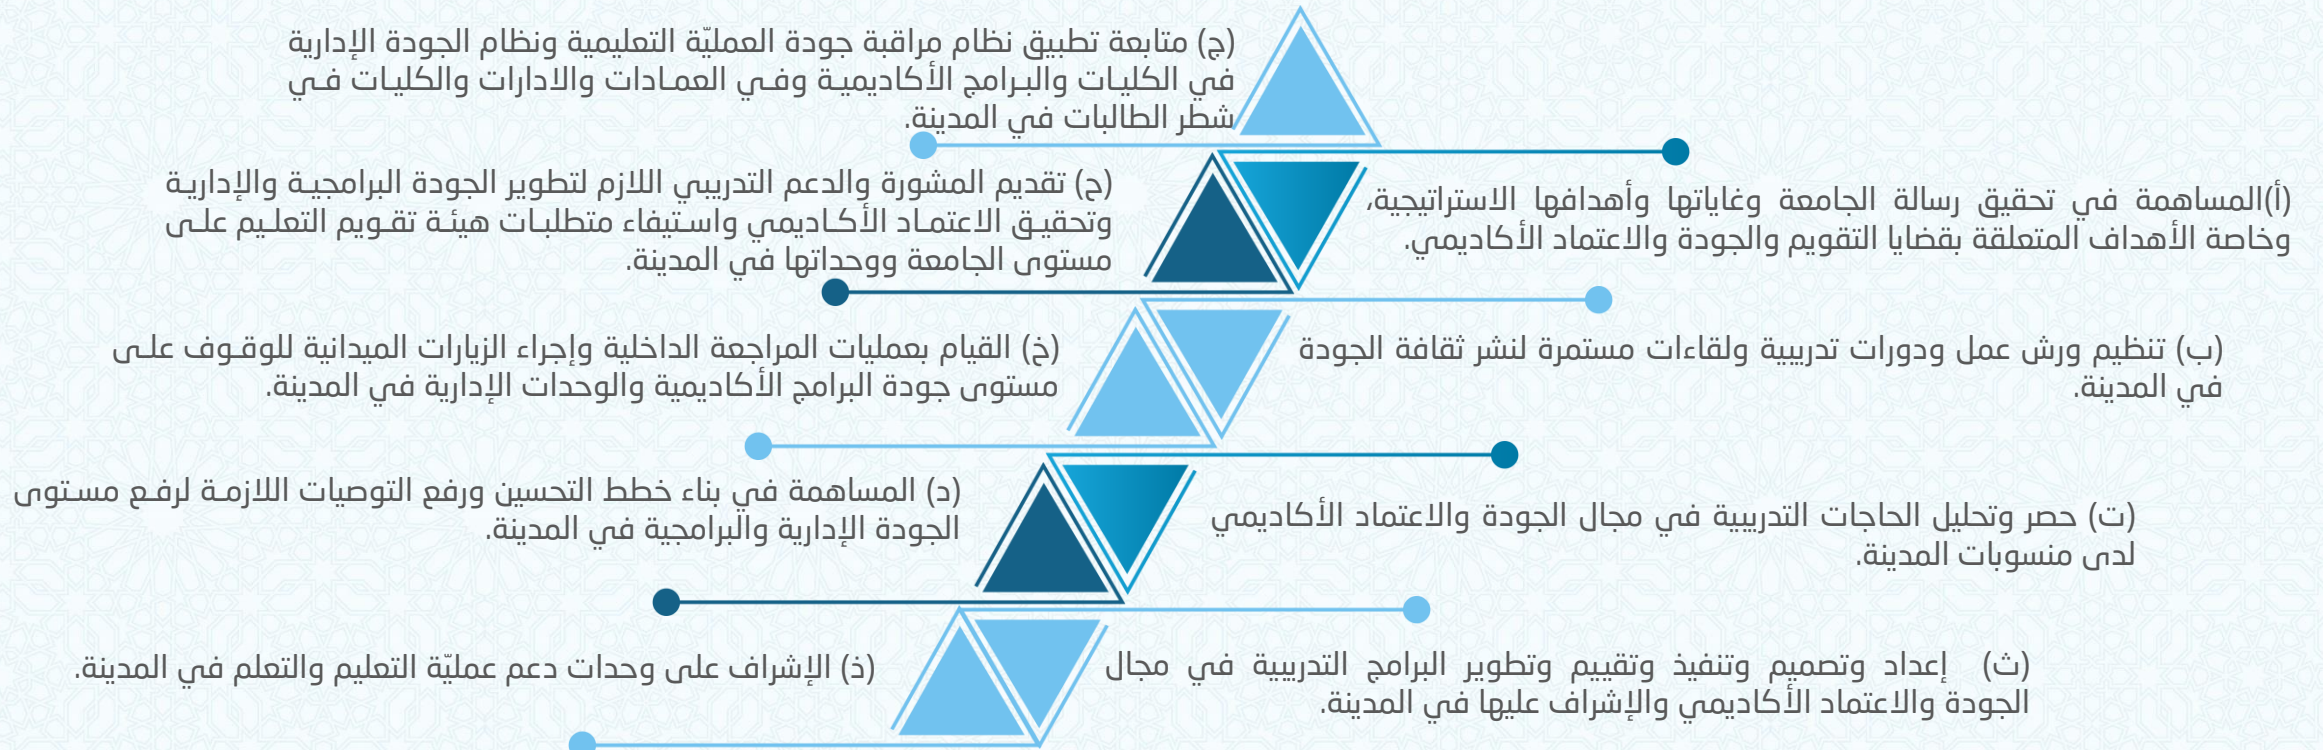 (أ)المساهمة في تحقيق رسالة الجامعة وغاياتها وأهدافها الاستراتيجية،
وخاصة الأهداف المتعلقة بقضايا التقويم والجودة والاعتماد الأكاديمي.
(ب) تنظيم ورش عمل ودورات تدريبية ولقاءات مستمرة لنشر ثقافة الجودة
في المدينة.
(ت) حصر وتحليل الحاجات التدريبية في مجال الجودة والاعتماد الأكاديمي
لدى منسوبات المدينة.
(ث) إعداد وتصميم وتنفيذ وتقييم وتطوير البرامج التدريبية في مجال
الجودة والاعتماد الأكاديمي والإشراف عليها في المدينة.
(ج) متابعة تطبيق نظام مراقبة جودة العمليّة التعليمية ونظام الجودة الإدارية
في الكليات والبرامج الأكاديمية وفي العمادات والادارات والكليات في
شطر الطالبات في المدينة.
(ح) تقديم المشورة والدعم التدريبي اللازم لتطوير الجودة البرامجية والإدارية
وتحقيق الاعتماد الأكاديمي واستيفاء متطلبات هيئة تقويم التعليم على
مستوى الجامعة ووحداتها في المدينة.
(خ) القيام بعمليات المراجعة الداخلية وإجراء الزيارات الميدانية للوقوف على
مستوى جودة البرامج الأكاديمية والوحدات الإدارية في المدينة.
(د) المساهمة في بناء خطط التحسين ورفع التوصيات اللازمة لرفع مستوى
الجودة الإدارية والبرامجية في المدينة.
(ذ) الإشراف على وحدات دعم عمليّة التعليم والتعلم في المدينة.